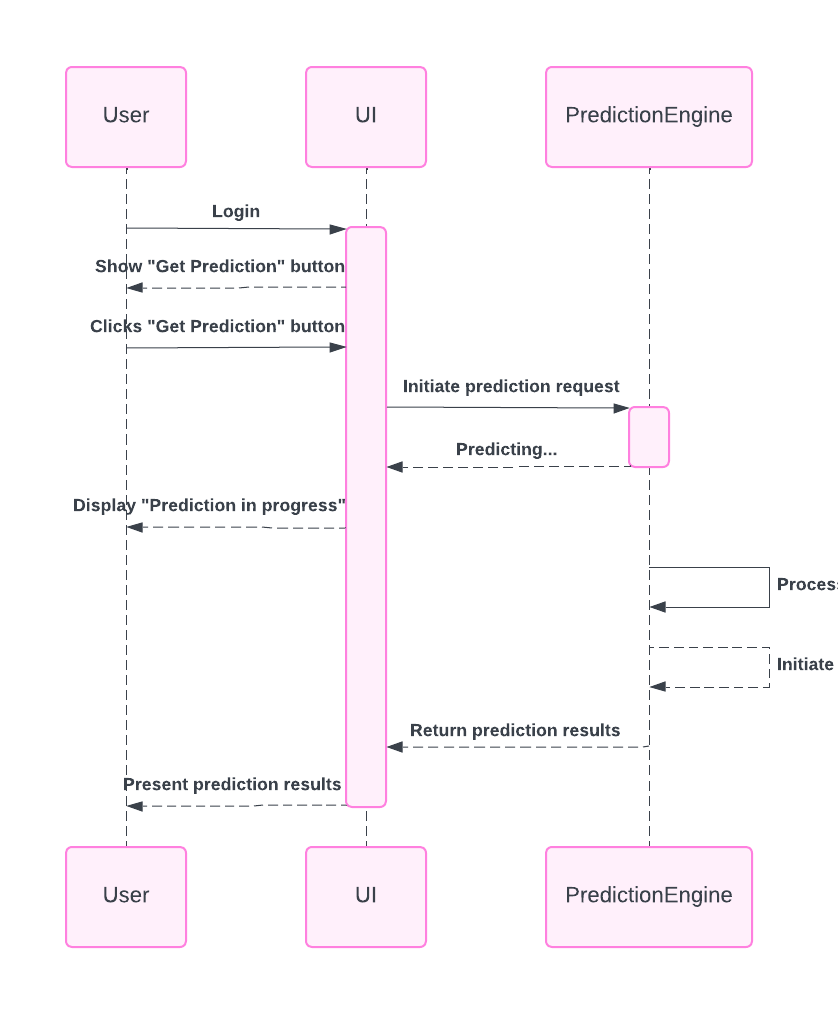 User
UI
PredictionEngine
Login
Show "Get Prediction" button
Clicks "Get Prediction" button
Initiate prediction request
Predicting...
Display "Prediction in progress"
Initiate
Return prediction results
Present prediction results
User
UI
PredictionEngine